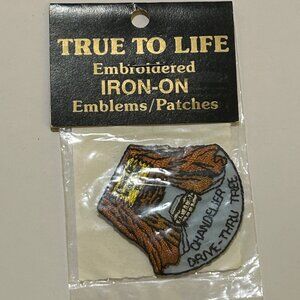 TRUE TO LIFE
Embroidered
IRON-ON
Emblems/Patches
CHANDELIER
DRIVE-THRU TREE